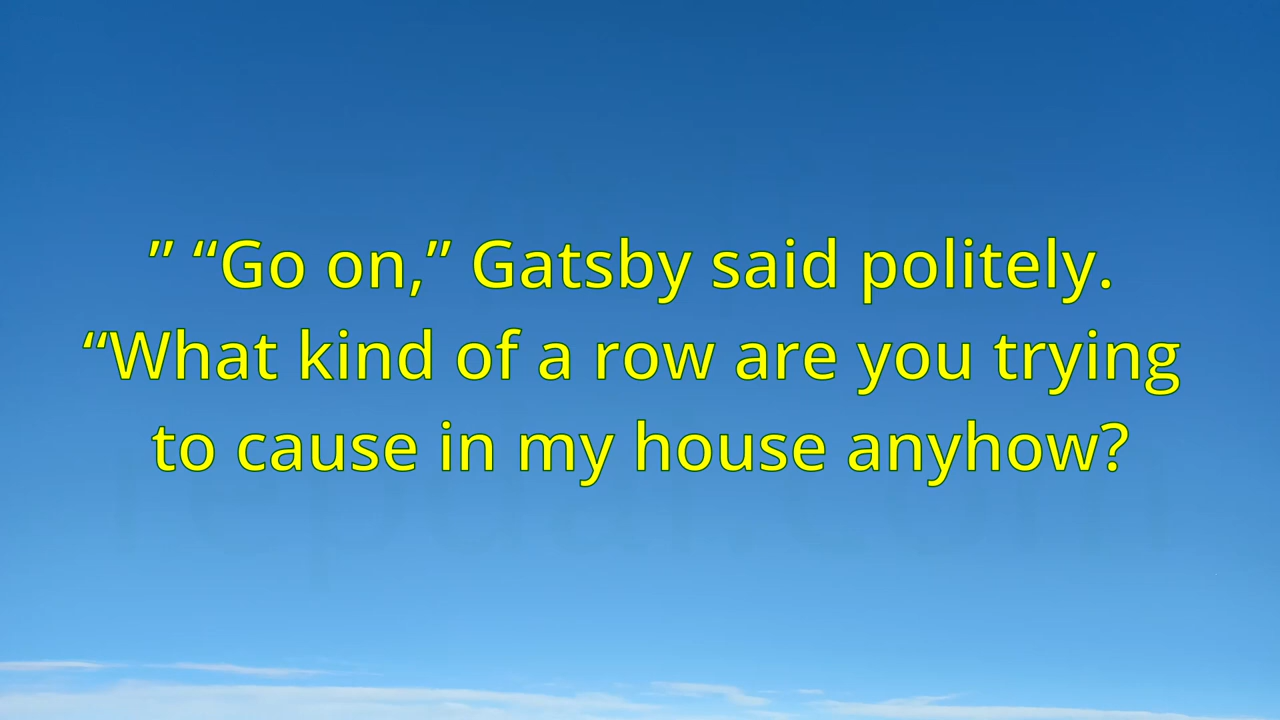 ” “Go on,” Gatsby said politely.
“What kind of a row are you trying
to cause in my house anyhow?